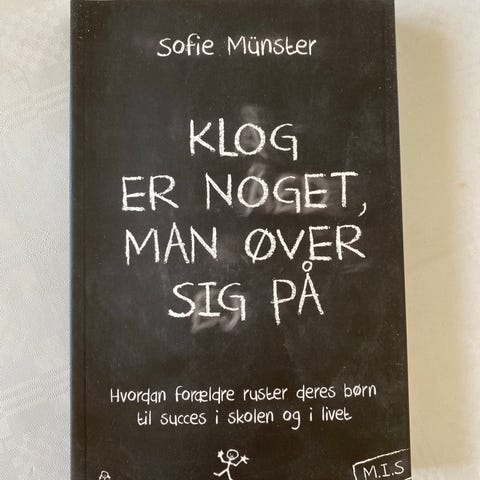 Sofie Münster
KLOG
ER NOGET,
MAN ØVER
SIG PÅ
Hvordan forældre ruster deres børn
til succes i skolen og i livet
M.I.S